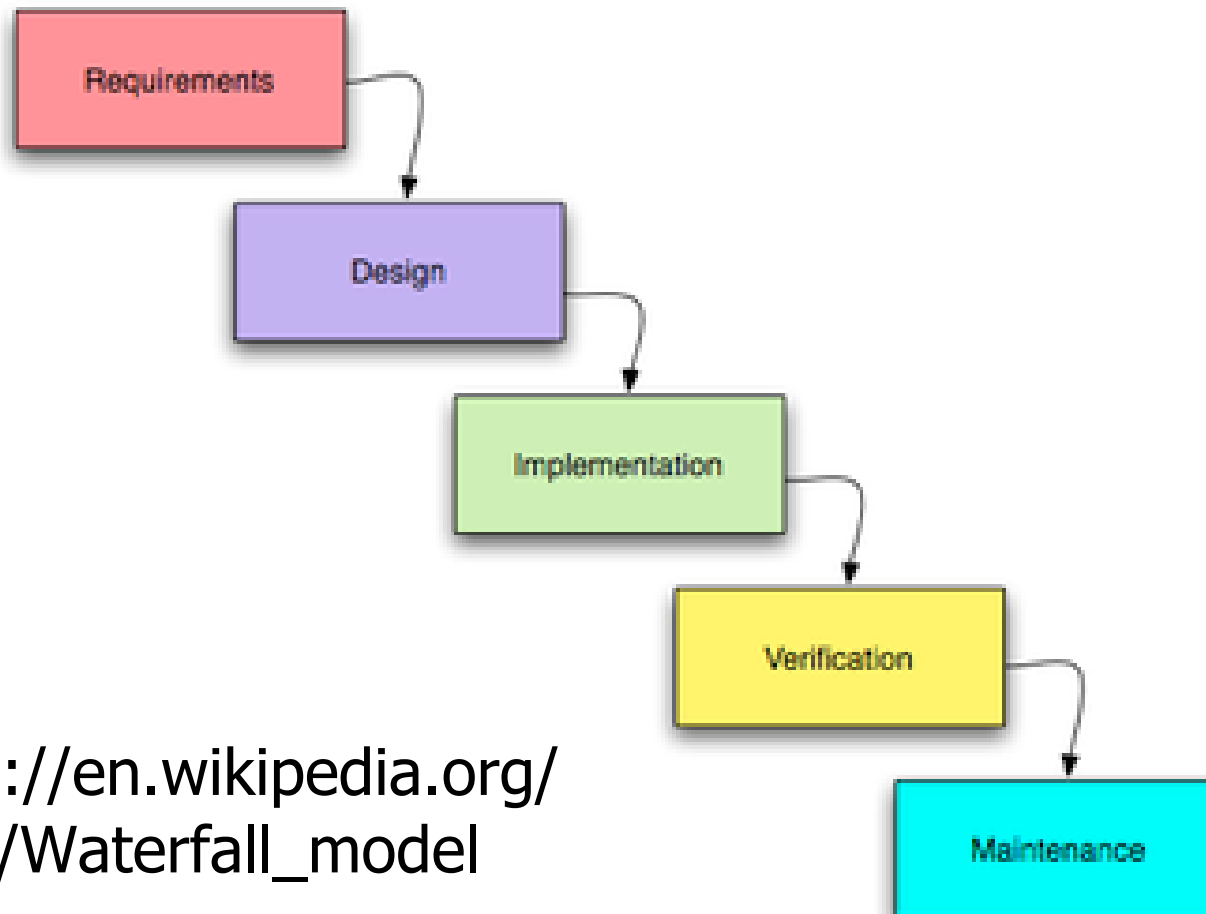 Requirements
Design
Implementation
Verification
://en.wikipedia.org/
/Waterfall_model
Maintenance